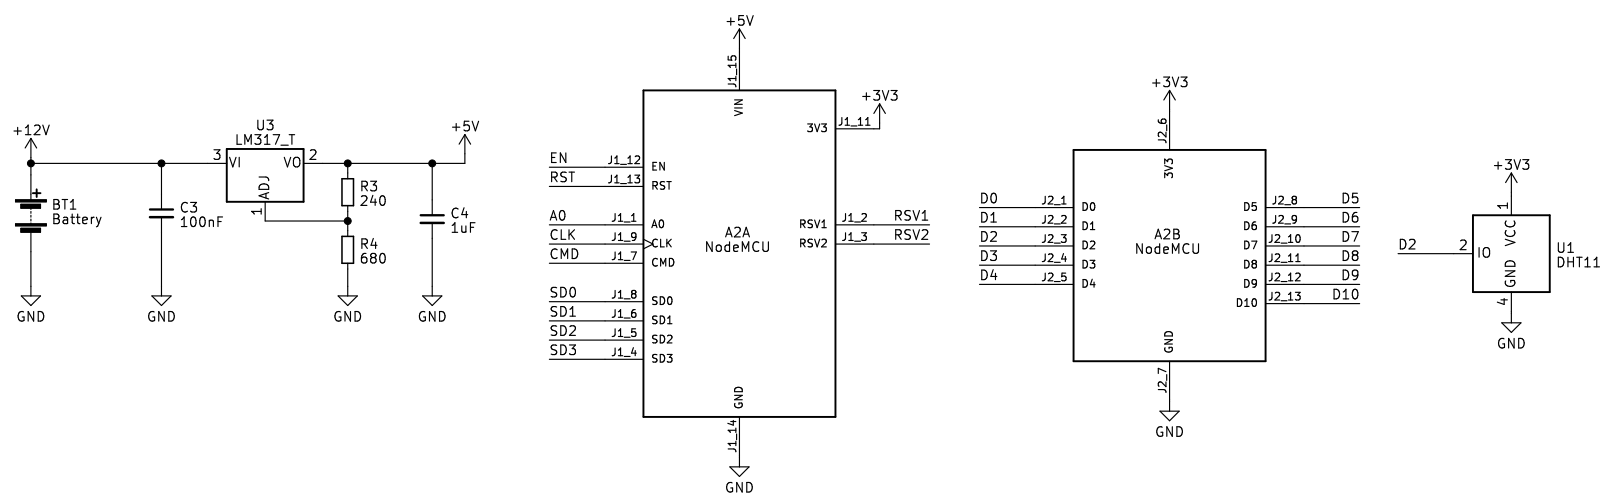 +12V
BT1
Battery
GND
C3
100nF
GND
U3
LM317_T
3 VI
VO 2
ADJ
1
R3
240
R4
680
GND
+5V
C4
1uF
GND
+5V
J1_15
VIN
+3V3
3V3 J1_11
EN J1_12 EN
RST J1_13 RST
A0 J1_1 A0
CLK J1_9 CLK
CMD J1_7 CMD
SD0 J1_8 SD0
SD1 J1_6 SD1
SD2 J1_5 SD2
SD3 J1_4 SD3
A2A
NodeMCU
RSV1 J1_2 RSV1
RSV2 J1_3 RSV2
GND
J1_14
GND
+3V3
J2_6
3V3
D0 J2_1 D0
D1 J2_2 D1
D2 J2_3 D2
D3 J2_4 D3
D4 J2_5 D4
A2B
NodeMCU
D5 J2_8 D5
D6 J2_9 D6
D7 J2_10 D7
D8 J2_11 D8
D9 J2_12 D9
D10 J2_13 D10
GND
J2_7
GND
+3V3
1
VCC
D2 2 IO
GND
4
U1
DHT11
GND